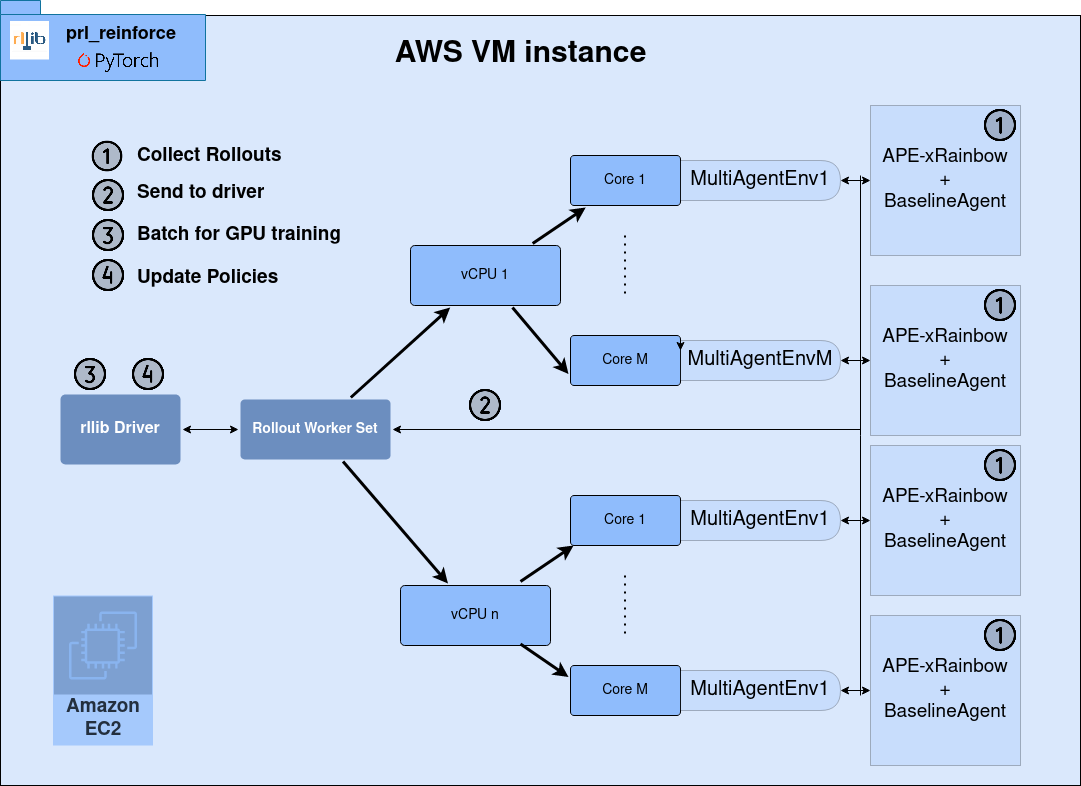 rllib
prl_reinforce
PyTorch
AWS VM instance
1 Collect Rollouts
2 Send to driver
3 Batch for GPU training
4 Update Policies
1
APE-xRainbow
+
BaselineAgent
Core 1
MultiAgentEnv1
vCPU 1
1
APE-xRainbow
+
BaselineAgent
Core M
MultiAgentEnvM
3
4
2
rllib Driver
Rollout Worker Set
1
APE-xRainbow
+
BaselineAgent
Core 1
MultiAgentEnv1
vCPU n
1
APE-xRainbow
+
BaselineAgent
Core M
MultiAgentEnv1
Amazon
EC2